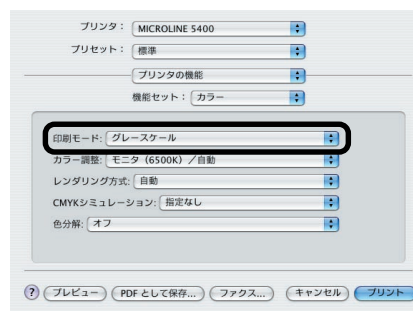 プリンタ： MICROLINE 5400
プリセット： 標準
プリンタの機能
機能セット： カラー
印刷モード: グレースケール
カラー調整: モニタ（6500K）／自動
レンダリング方式: 自動
CMYKシミュレーション: 指定なし
色分解: オフ
? プレビュー PDF として保存... ファクス... キャンセル プリント